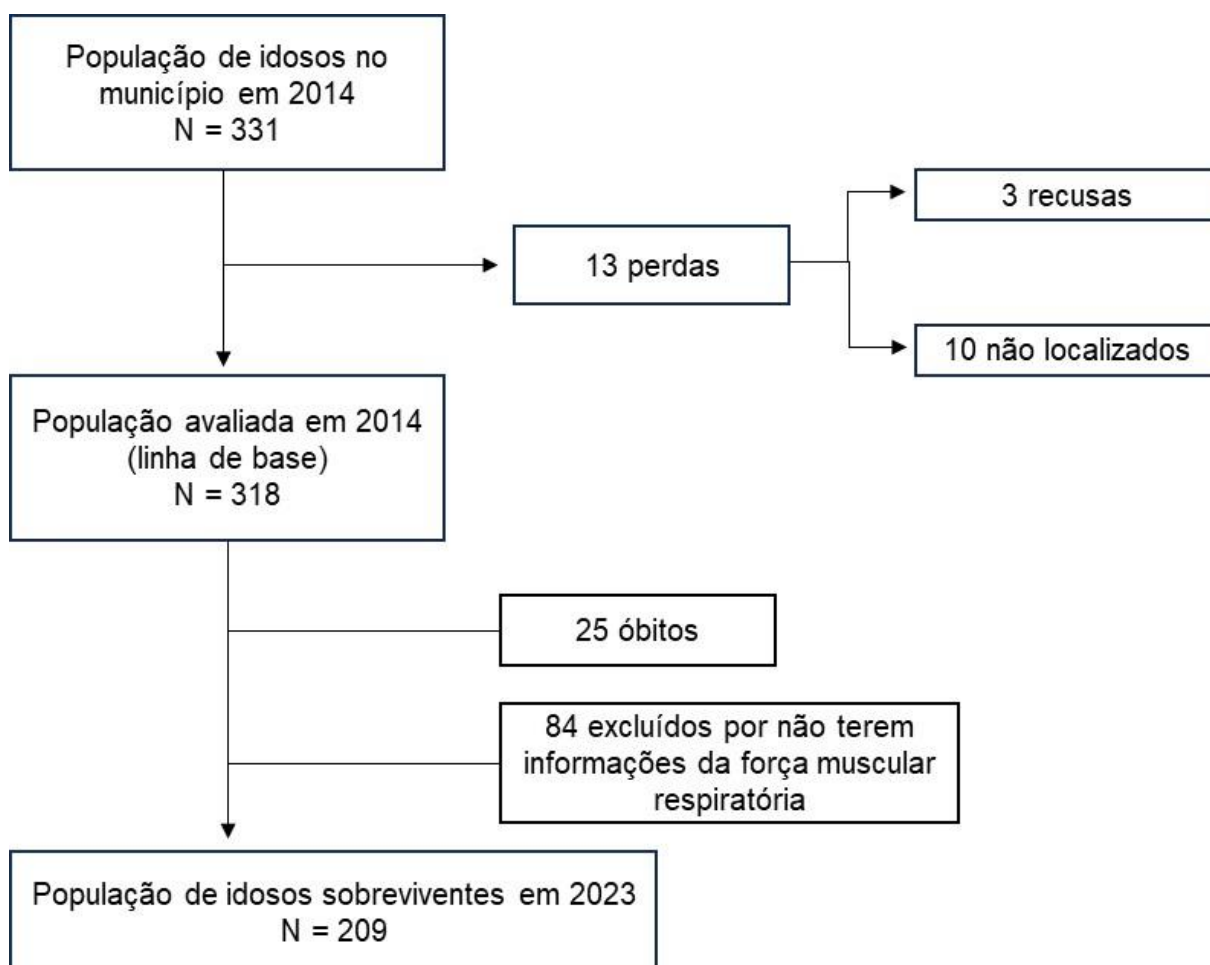 População de idosos no
município em 2014
N = 331
3 recusas
13 perdas
10 não localizados
População avaliada em 2014
(linha de base)
N = 318
25 óbitos
84 excluídos por não terem
informações da força muscular
respiratória
População de idosos sobreviventes em 2023
N = 209